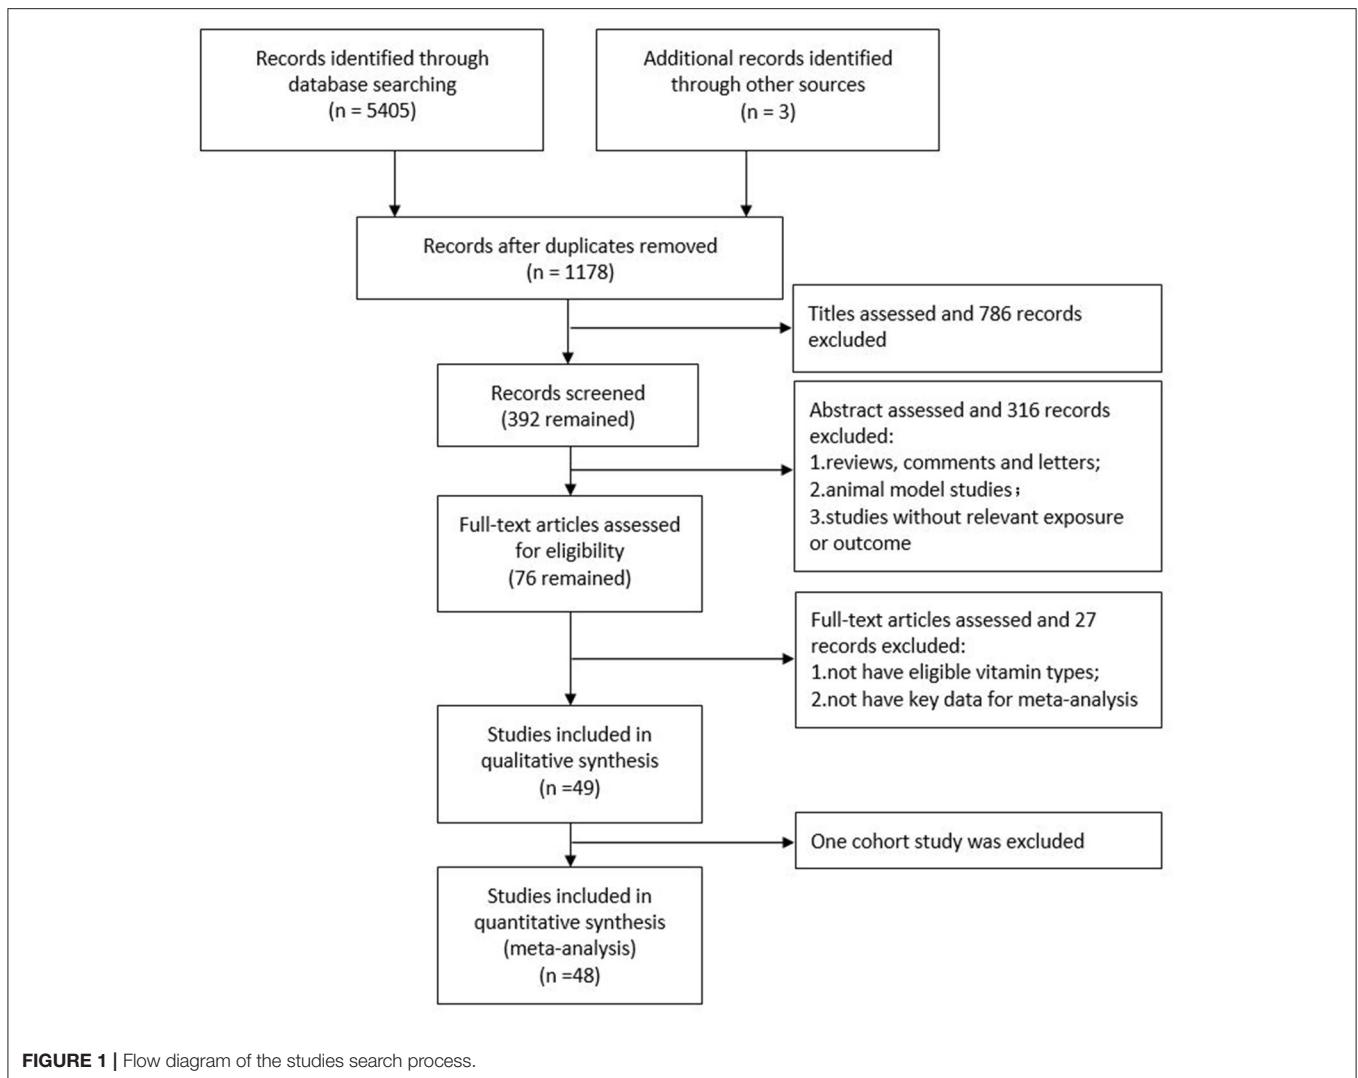 Records identified through
database searching
(n = 5405)
Additional records identified
through other sources
(n = 3)
Records after duplicates removed
(n = 1178)
Titles assessed and 786 records
excluded
Records screened
(392 remained)
Abstract assessed and 316 records
excluded:
1.reviews, comments and letters;
2.animal model studies；
3.studies without relevant exposure
or outcome
Full-text articles assessed
for eligibility
(76 remained)
Full-text articles assessed and 27
records excluded:
1.not have eligible vitamin types;
2.not have key data for meta-analysis
Studies included in
qualitative synthesis
(n =49)
One cohort study was excluded
Studies included in
quantitative synthesis
(meta-analysis)
(n =48)
FIGURE 1 | Flow diagram of the studies search process.